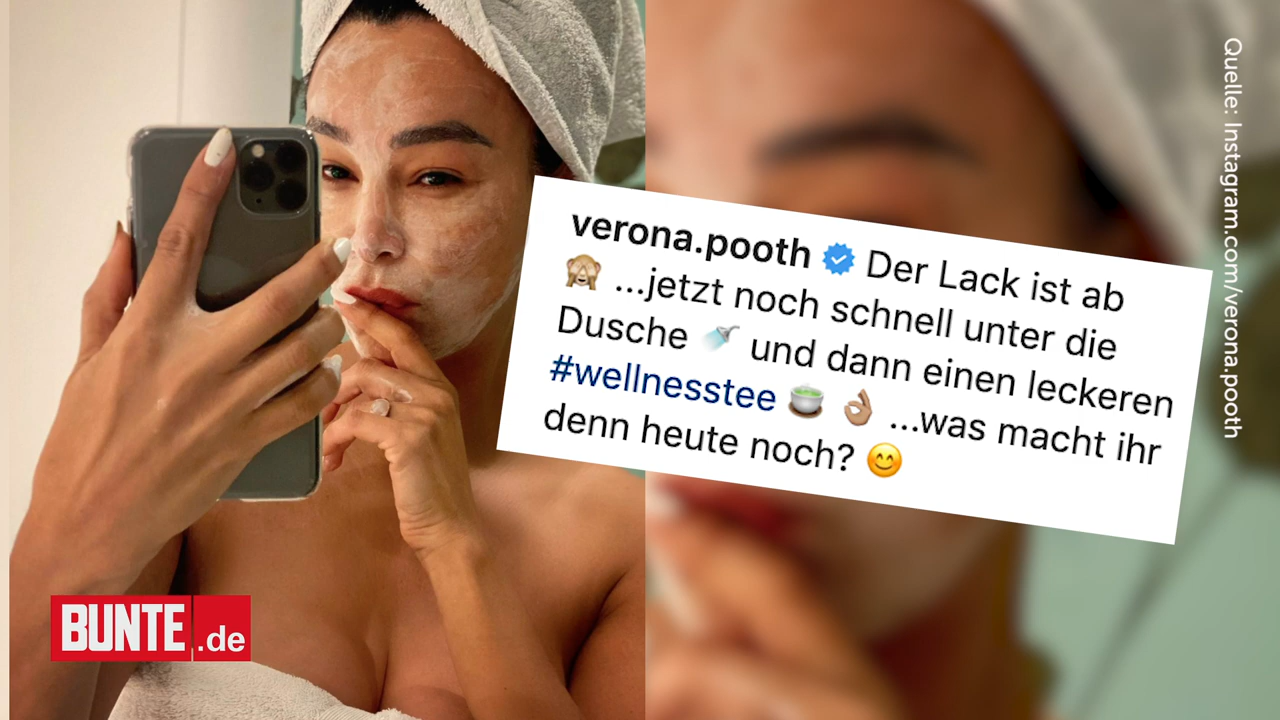 verona.pooth Der Lack ist ab
🙈 ...jetzt noch schnell unter die
Dusche 🚿 und dann einen leckeren
#wellnesstee 🍵 👌🏽 ...was macht ihr
denn heute noch? 😊
Quelle: Instagram.com/verona.pooth
BUNTE.de